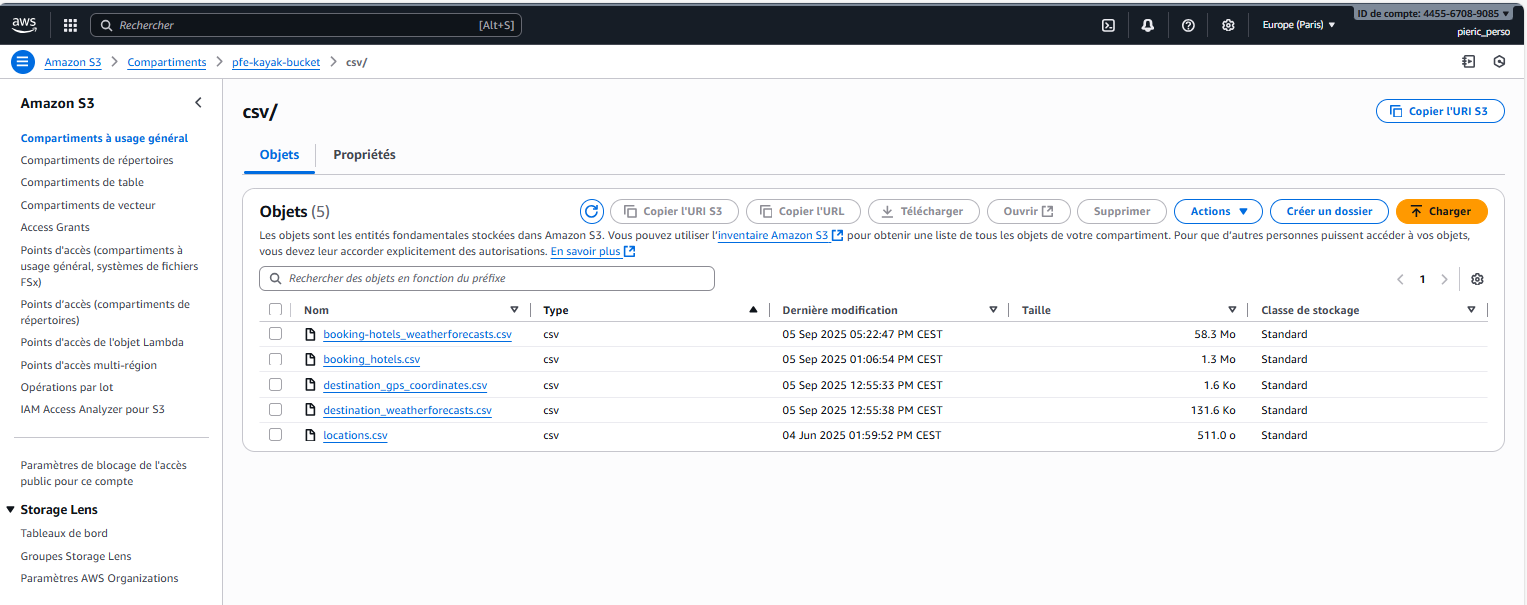 aws
Rechercher [Alt+S]
Europe (Paris)
ID de compte: 4455-6708-9085
pieric_perso
Amazon S3 > Compartiments > pfe-kayak-bucket > csv/
Amazon S3
Compartiments à usage général
Compartiments de répertoires
Compartiments de table
Compartiments de vecteur
Access Grants
Points d'accès (compartiments à
usage général, systèmes de fichiers
FSx)
Points d'accès (compartiments de
répertoires)
Points d'accès de l'objet Lambda
Points d'accès multi-région
Opérations par lot
IAM Access Analyzer pour S3
Paramètres de blocage de l'accès
public pour ce compte
Storage Lens
Tableaux de bord
Groupes Storage Lens
Paramètres AWS Organizations
csv/
Copier l'URI S3
Objets
Propriétés
Objets (5)
Copier l'URI S3
Copier l'URL
Télécharger
Ouvrir
Supprimer
Actions
Créer un dossier
Charger
Les objets sont les entités fondamentales stockées dans Amazon S3. Vous pouvez utiliser l'inventaire Amazon S3 pour obtenir une liste de tous les objets de votre compartiment. Pour que d'autres personnes puissent accéder à vos objets,
vous devez leur accorder explicitement des autorisations. En savoir plus
Rechercher des objets en fonction du préfixe
1
Nom Type Dernière modification Taille Classe de stockage
booking-hotels_weatherforecasts.csv csv 05 Sep 2025 05:22:47 PM CEST 58.3 Mo Standard
booking_hotels.csv csv 05 Sep 2025 01:06:54 PM CEST 1.3 Mo Standard
destination_gps_coordinates.csv csv 05 Sep 2025 12:55:33 PM CEST 1.6 Ko Standard
destination_weatherforecasts.csv csv 05 Sep 2025 12:55:38 PM CEST 131.6 Ko Standard
locations.csv csv 04 Jun 2025 01:59:52 PM CEST 511.0 o Standard